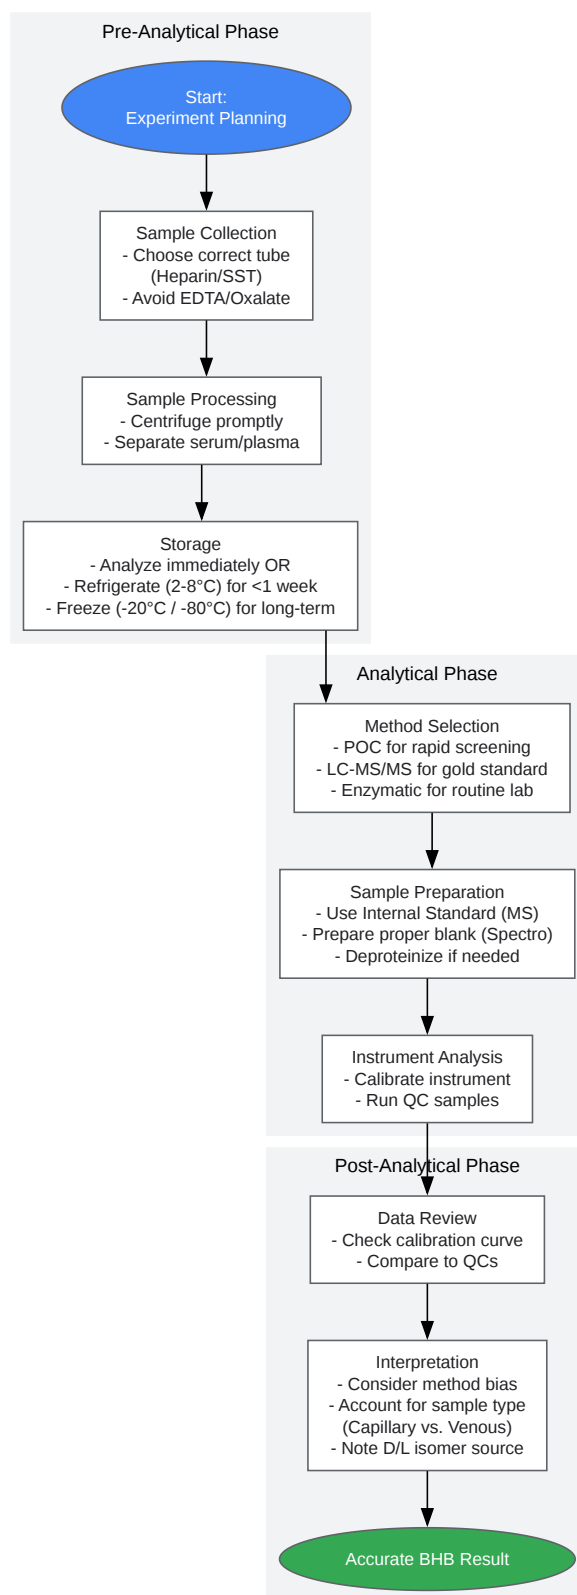 Pre-Analytical Phase
Start:
Experiment Planning
Sample Collection
- Choose correct tube
(Heparin/SST)
- Avoid EDTA/Oxalate
Sample Processing
- Centrifuge promptly
- Separate serum/plasma
Storage
- Analyze immediately OR
- Refrigerate (2-8°C) for <1 week
- Freeze (-20°C / -80°C) for long-term
Analytical Phase
Method Selection
- POC for rapid screening
- LC-MS/MS for gold standard
- Enzymatic for routine lab
Sample Preparation
- Use Internal Standard (MS)
- Prepare proper blank (Spectro)
- Deproteinize if needed
Instrument Analysis
- Calibrate instrument
- Run QC samples
Post-Analytical Phase
Data Review
- Check calibration curve
- Compare to QCs
Interpretation
- Consider method bias
- Account for sample type
(Capillary vs. Venous)
- Note D/L isomer source
Accurate BHB Result